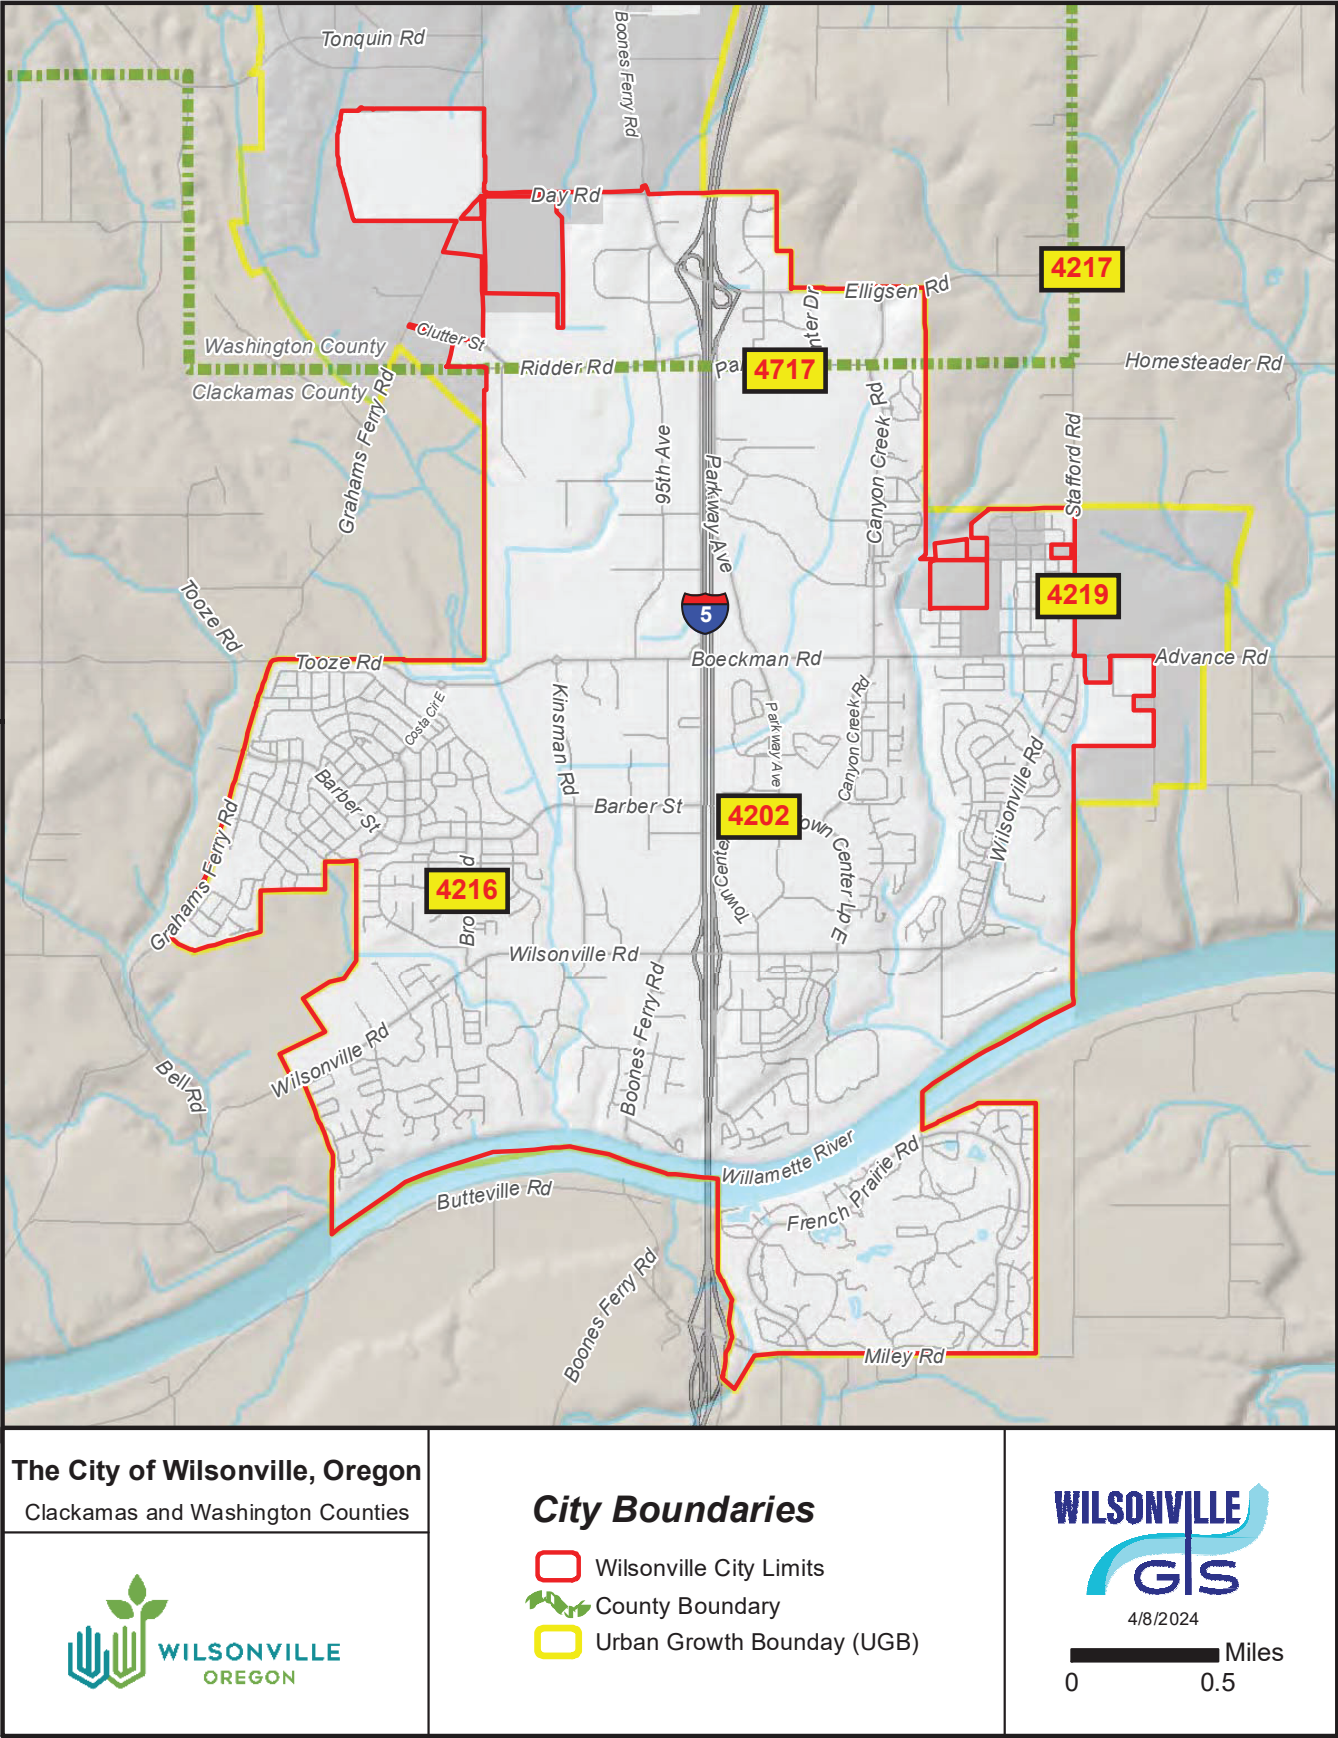 Tonquin Rd
Boones Ferry Rd
Day Rd
4217
Elligsen Rd
Clutter St
Washington County
Ridder Rd
4717
Homesteader Rd
Clackamas County
Grahams Ferry Rd
95th Ave
Parkway Ave
Canyon Creek Rd
Stafford Rd
Tooze Rd
5
4219
Tooze Rd
Boeckman Rd
Advance Rd
Costa Cir E
Kinsman Rd
Parkway Ave
Canyon Creek Rd
Wilsonville Rd
Barber St
Barber St
4202
Town Center Lp E
Town Center
Grahams Ferry Rd
4216
Wilsonville Rd
Boones Ferry Rd
Wilsonville Rd
Bell Rd
Willamette River
French Prairie Rd
Butteville Rd
Boones Ferry Rd
Miley Rd
The City of Wilsonville, Oregon
Clackamas and Washington Counties
WILSONVILLE
OREGON
City Boundaries
Wilsonville City Limits
County Boundary
Urban Growth Bounday (UGB)
WILSONVILLE
GIS
4/8/2024
Miles
0 0.5